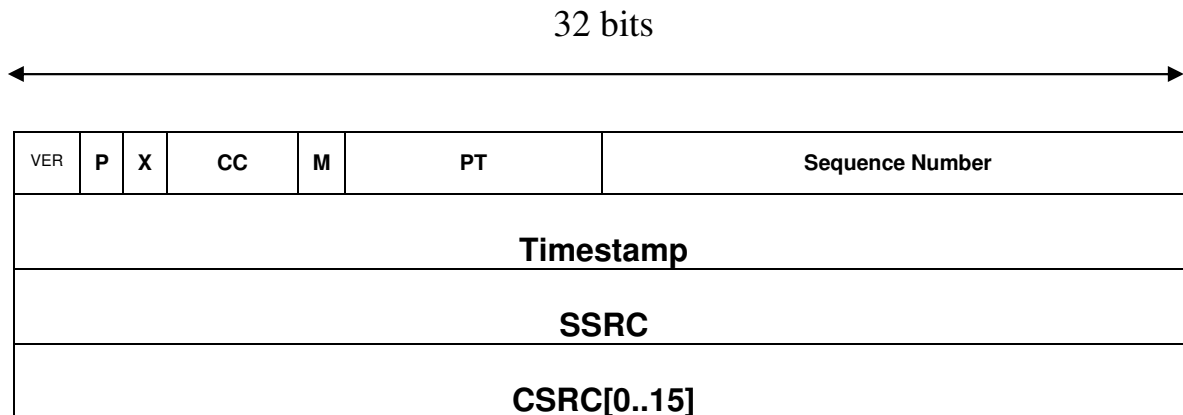 32 bits
VER P X CC M PT Sequence Number
Timestamp
SSRC
CSRC[0..15]